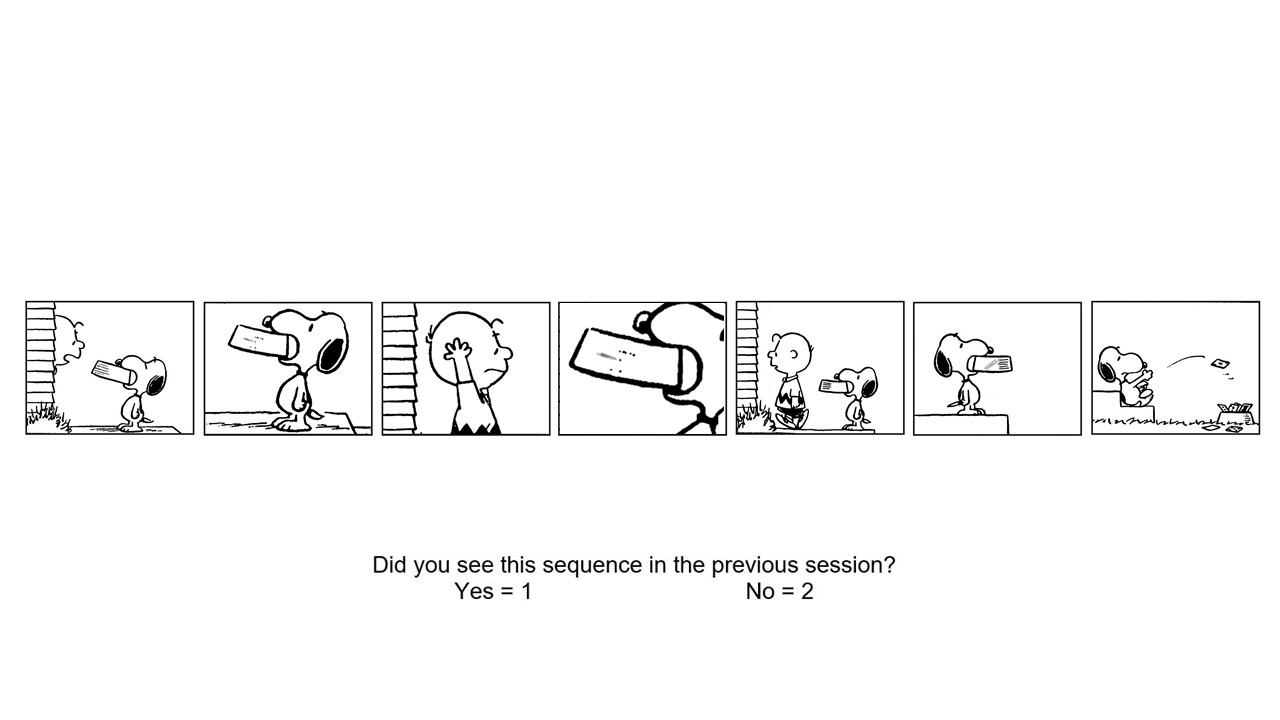 Did you see this sequence in the previous session?
Yes = 1 No = 2